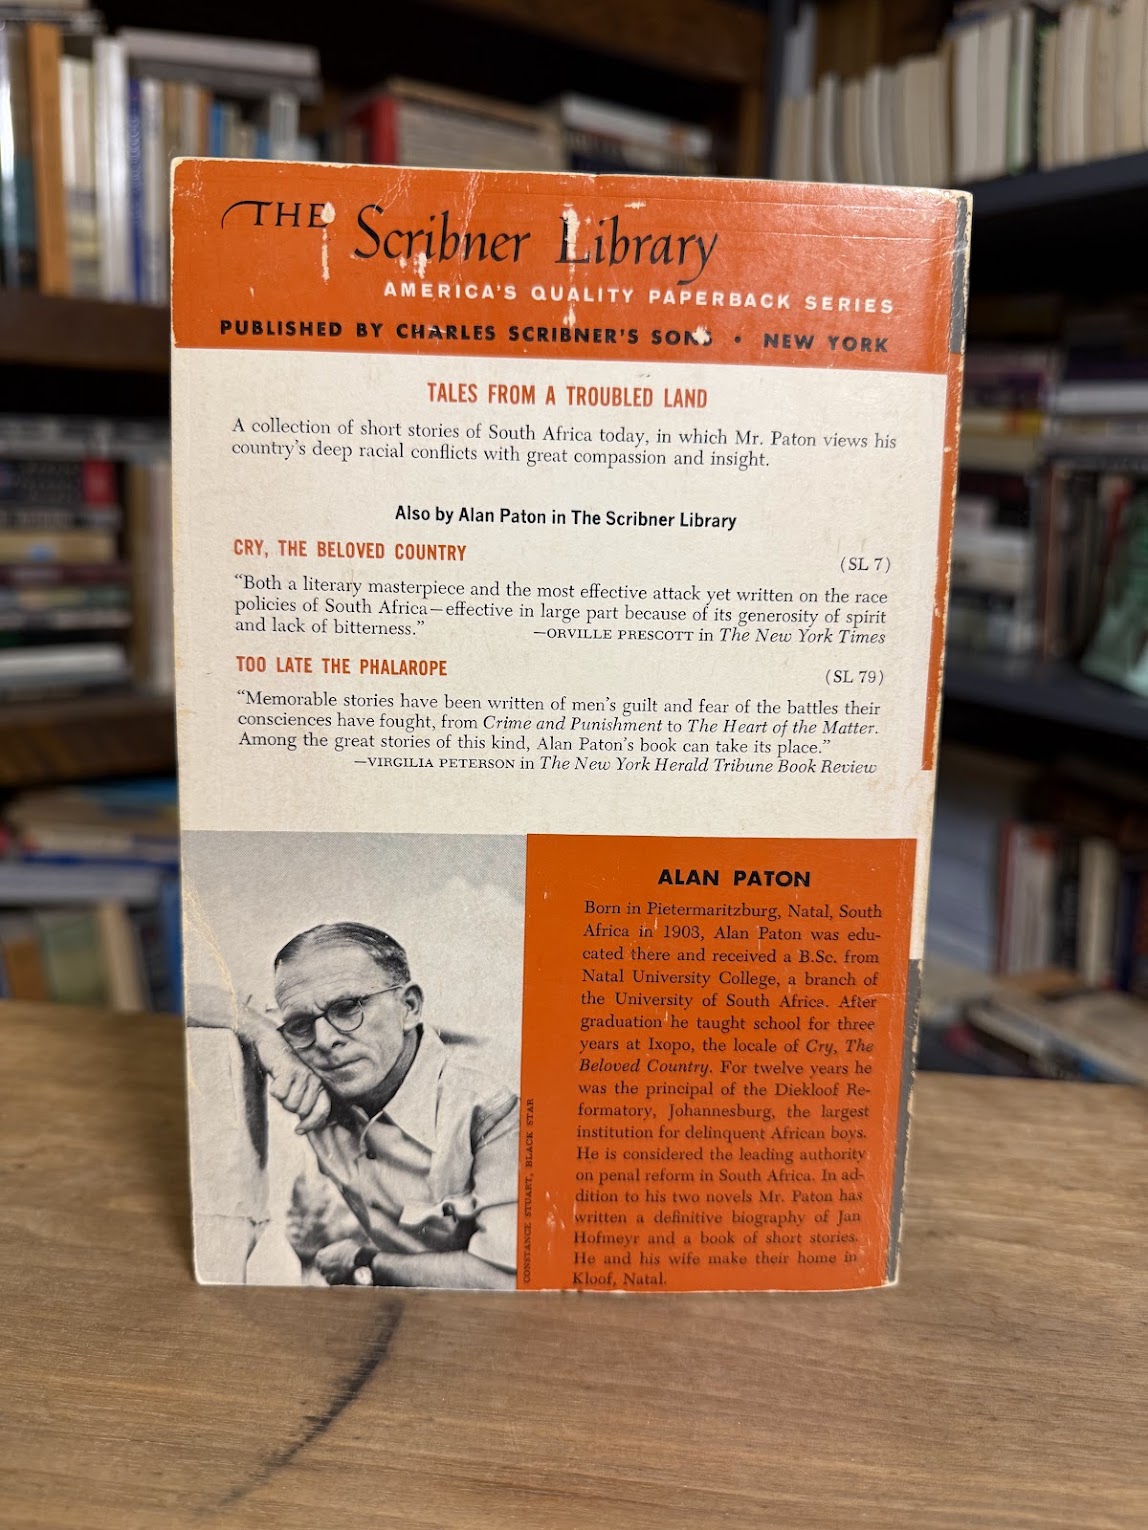 THE Scribner Library
AMERICA'S QUALITY PAPERBACK SERIES
PUBLISHED BY CHARLES SCRIBNER'S SONS • NEW YORK
TALES FROM A TROUBLED LAND
A collection of short stories of South Africa today, in which Mr. Paton views his
country's deep racial conflicts with great compassion and insight.
Also by Alan Paton in The Scribner Library
CRY, THE BELOVED COUNTRY (SL 7)
“Both a literary masterpiece and the most effective attack yet written on the race
policies of South Africa—effective in large part because of its generosity of spirit
and lack of bitterness.” —ORVILLE PRESCOTT in The New York Times
TOO LATE THE PHALAROPE (SL 79)
“Memorable stories have been written of men's guilt and fear of the battles their
consciences have fought, from Crime and Punishment to The Heart of the Matter.
Among the great stories of this kind, Alan Paton's book can take its place.”
—VIRGILIA PETERSON in The New York Herald Tribune Book Review
CONSTANCE STUART, BLACK STAR
ALAN PATON
Born in Pietermaritzburg, Natal, South
Africa in 1903, Alan Paton was edu-
cated there and received a B.Sc. from
Natal University College, a branch of
the University of South Africa. After
graduation he taught school for three
years at Ixopo, the locale of Cry, The
Beloved Country. For twelve years he
was the principal of the Diekloof Re-
formatory, Johannesburg, the largest
institution for delinquent African boys.
He is considered the leading authority
on penal reform in South Africa. In ad-
dition to his two novels Mr. Paton has
written a definitive biography of Jan
Hofmeyr and a book of short stories.
He and his wife make their home in
Kloof, Natal.